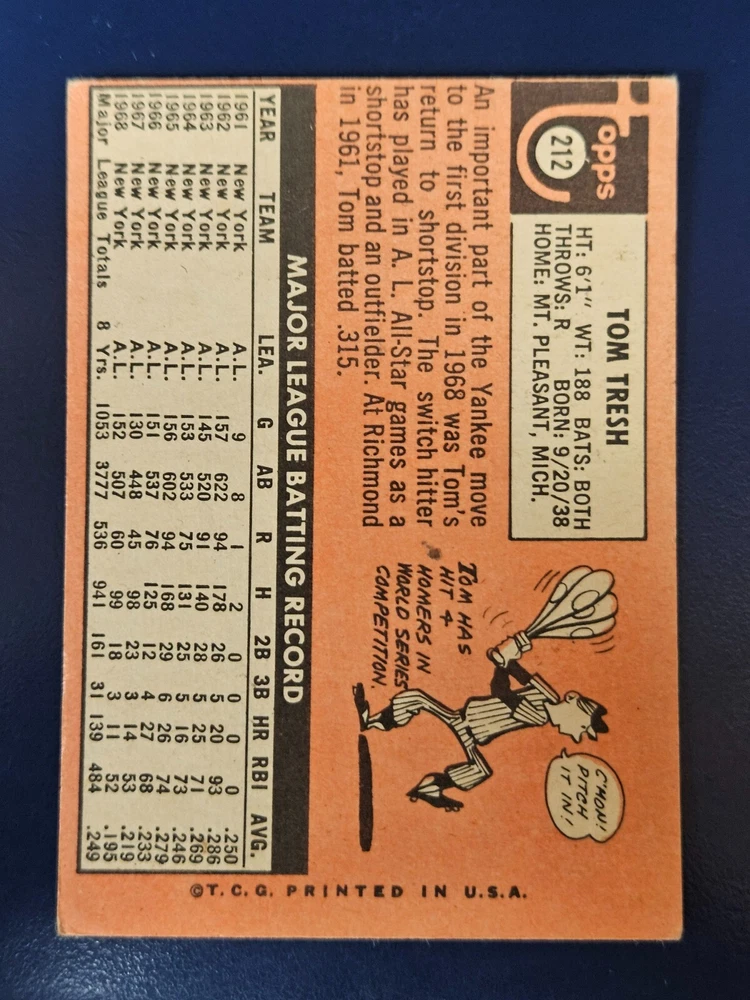 Topps
212
TOM TRESH
HT: 6'1" WT: 188 BATS: BOTH
THROWS: R BORN: 9/20/38
HOME: MT. PLEASANT, MICH.
An important part of the Yankee move
to the first division in 1968 was Tom's
return to shortstop. The switch hitter
has played in A. L. All-Star games as a
shortstop and an outfielder. At Richmond
in 1961, Tom batted .315.
C'MON!
PITCH
IT IN!
TOM HAS
HIT 4
HOMERS IN
WORLD SERIES
COMPETITION.
MAJOR LEAGUE BATTING RECORD
YEAR TEAM LEA. G AB R H 2B 3B HR RBI AVG.
1961 New York A.L. 9 8 1 2 0 0 0 0 .250
1962 New York A.L. 157 622 94 178 26 5 20 93 .286
1963 New York A.L. 145 520 91 140 28 5 25 71 .269
1964 New York A.L. 153 533 75 131 25 5 16 73 .246
1965 New York A.L. 156 602 94 168 29 6 26 74 .279
1966 New York A.L. 151 537 76 125 12 4 27 68 .233
1967 New York A.L. 130 448 45 98 23 3 14 53 .219
1968 New York A.L. 152 507 60 99 18 3 11 52 .195
Major League Totals 8 Yrs. 1053 3777 536 941 161 31 139 484 .249
©T.C.G. PRINTED IN U.S.A.